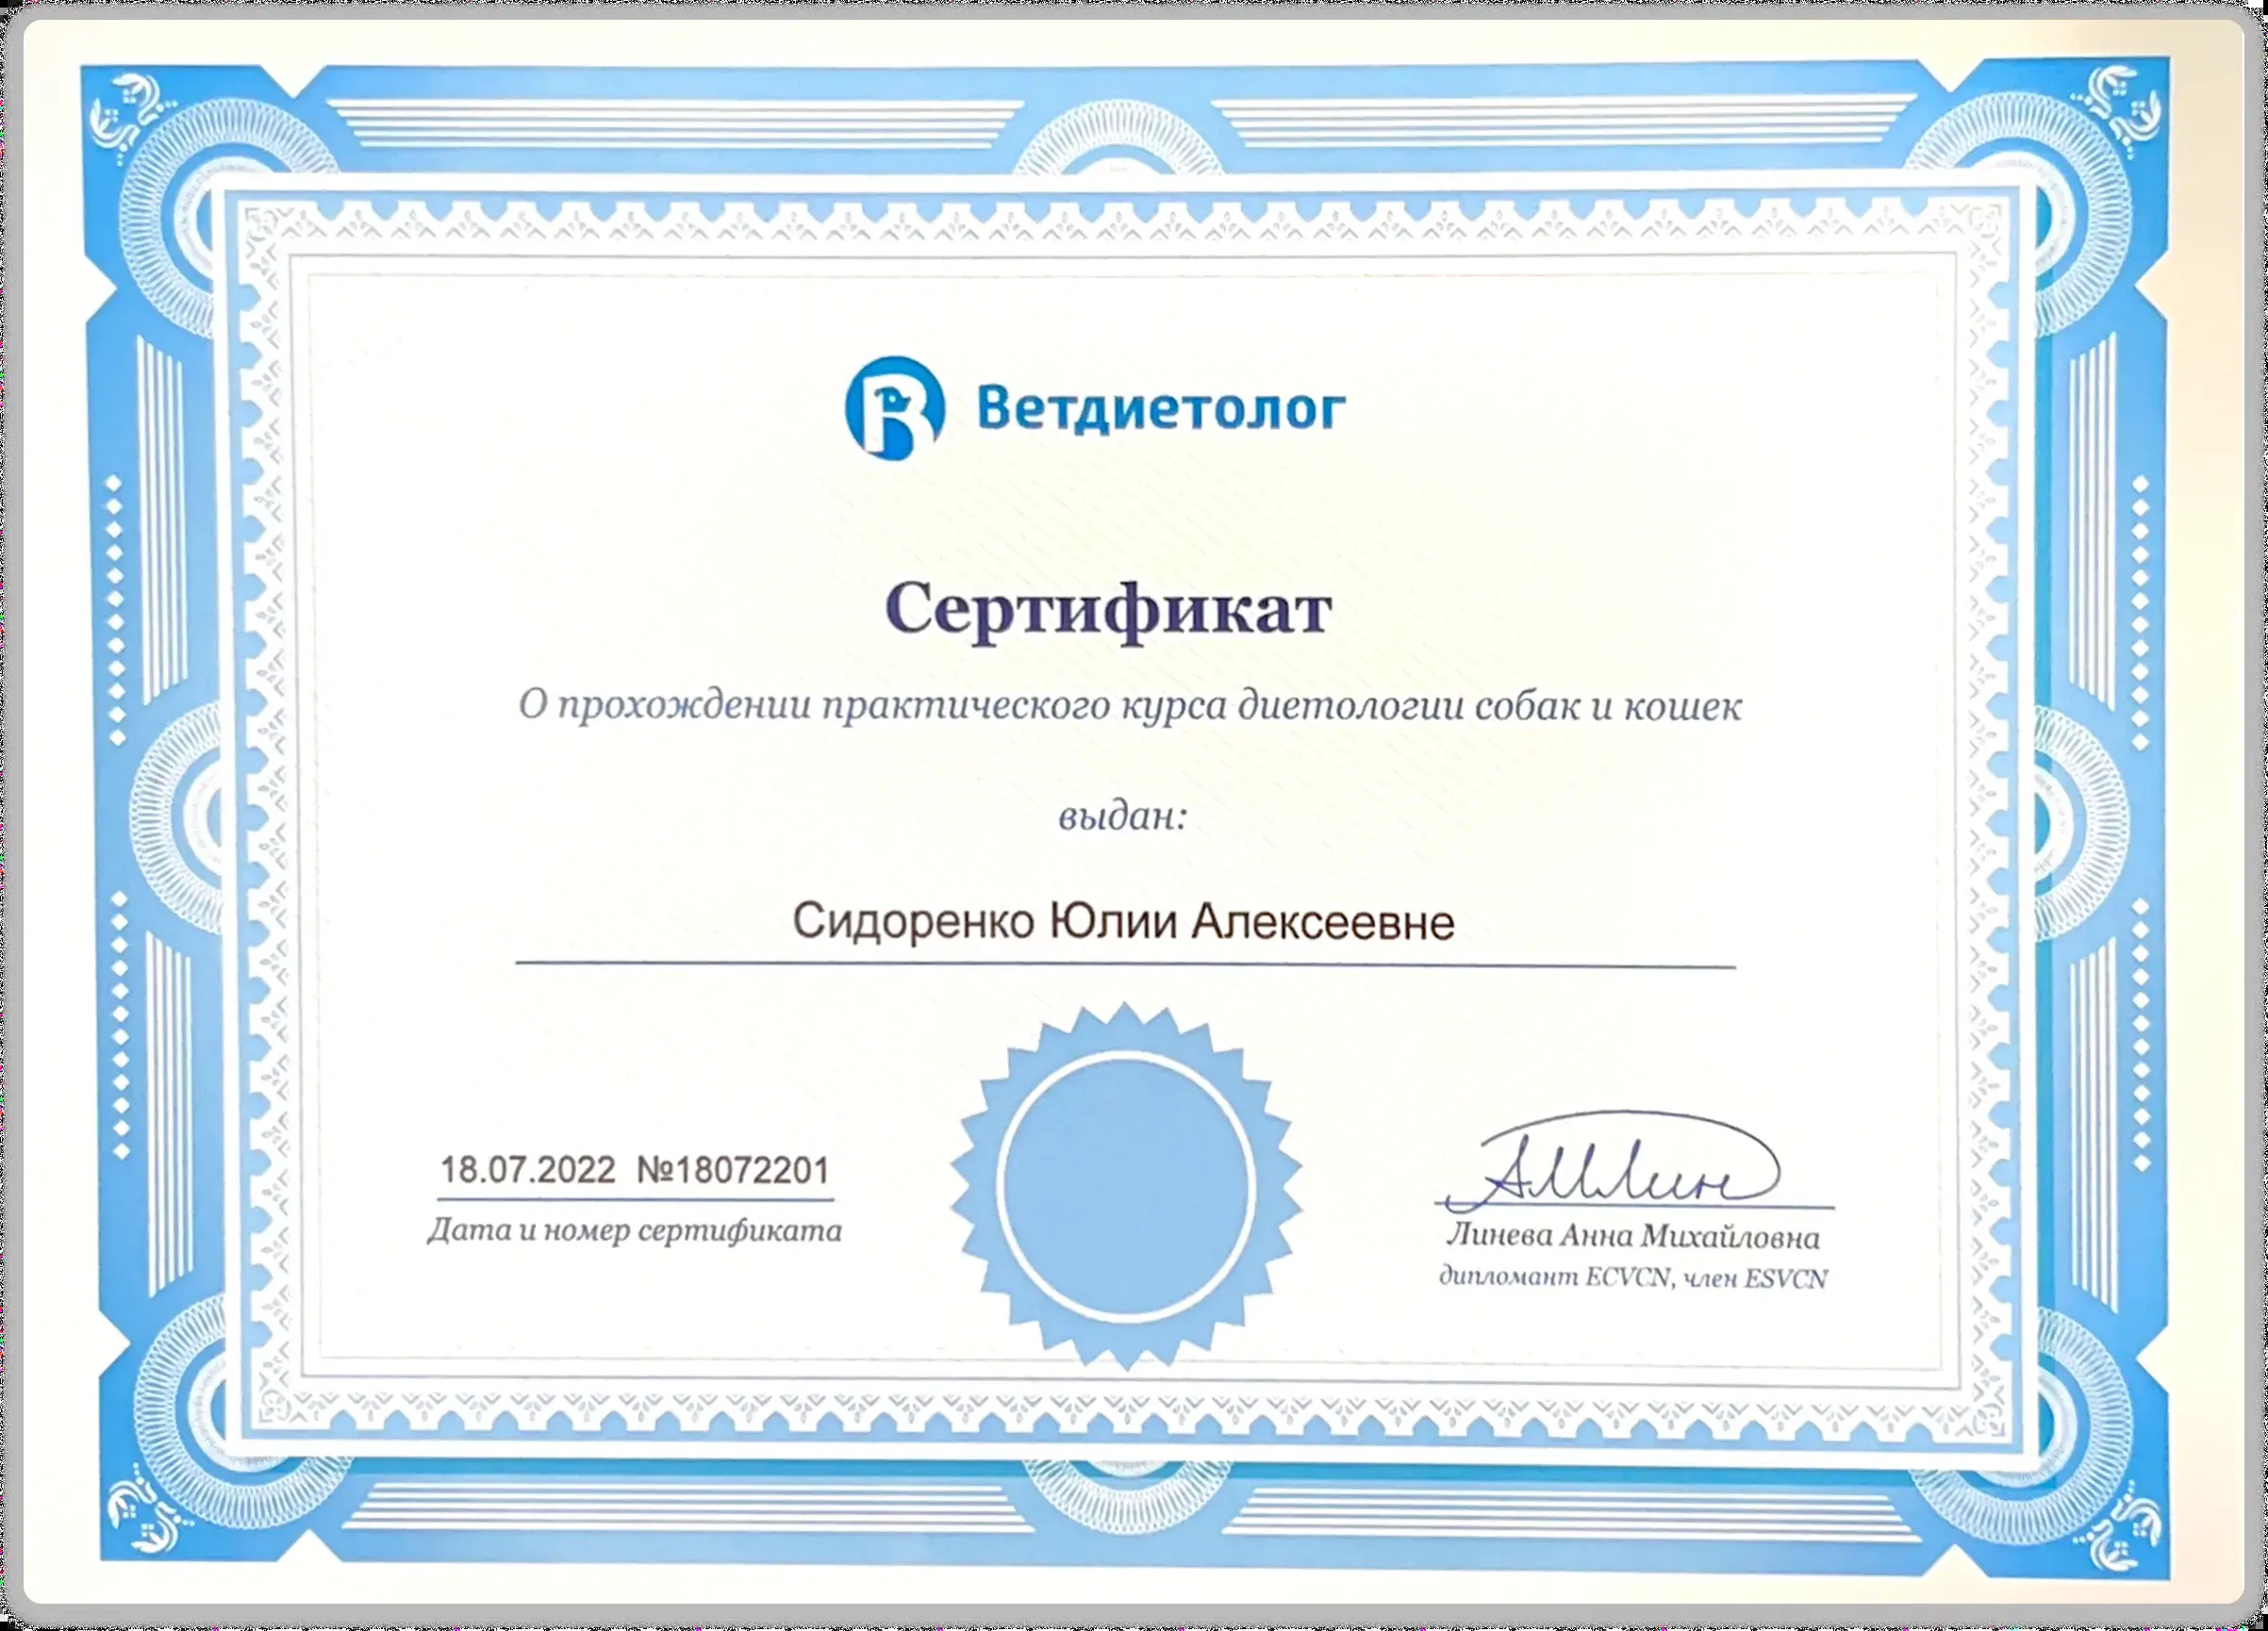 Ветдиетолог
Сертификат
О прохождении практического курса диетологии собак и кошек
выдан:
Сидоренко Юлии Алексеевне
18.07.2022 №18072201
Дата и номер сертификата
Линева Анна Михайловна
дипломант ECVCN, член ESVCN